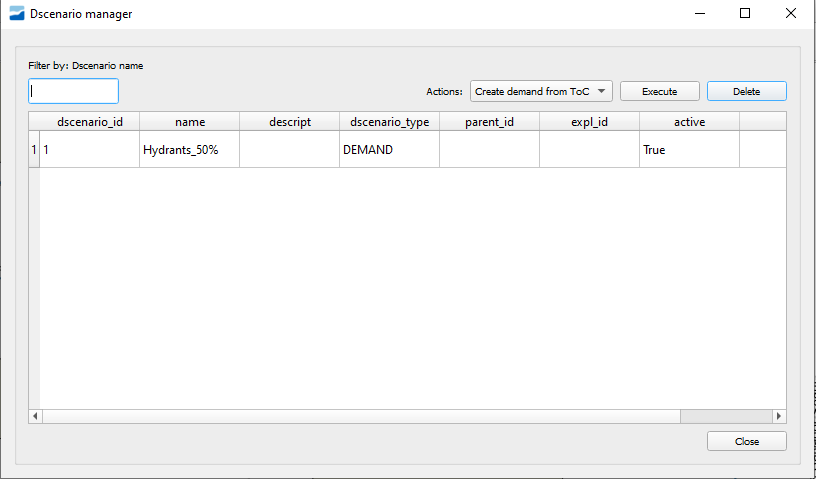 Dscenario manager
Filter by: Dscenario name
Actions: Create demand from ToC Execute Delete
dscenario_id name descript dscenario_type parent_id expl_id active
1 1 Hydrants_50% DEMAND True
Close